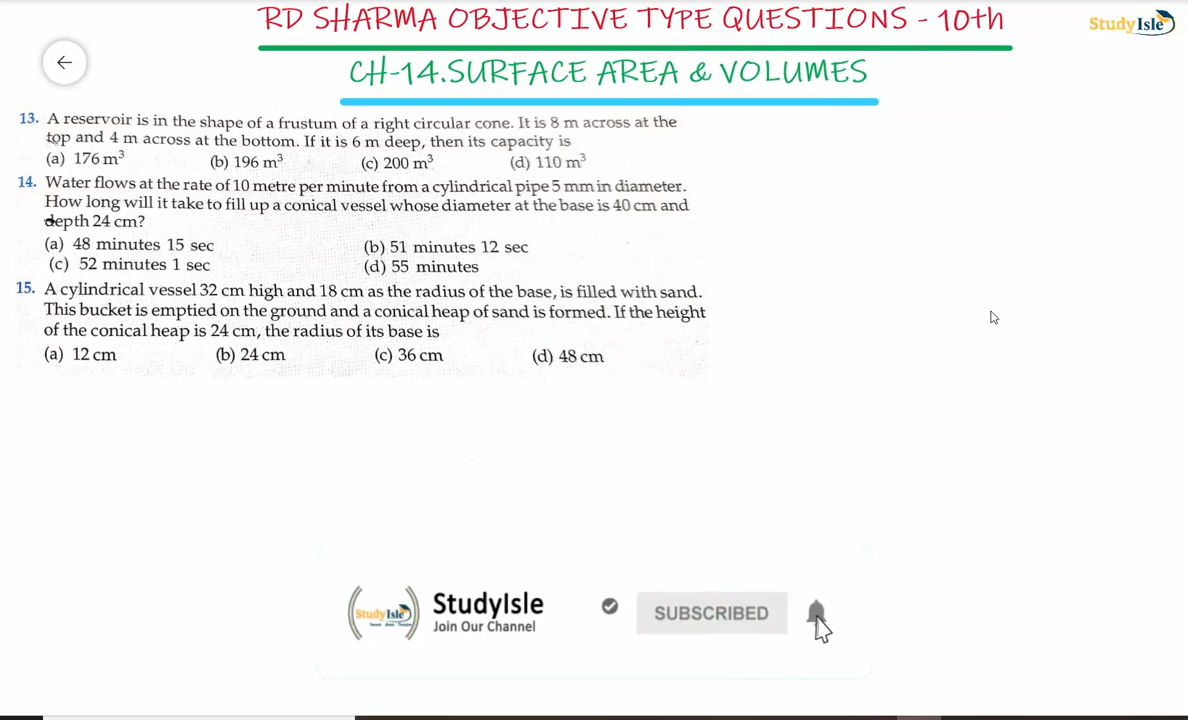 RD SHARMA OBJECTIVE TYPE QUESTIONS - 10th
StudyIsle
CH-14.SURFACE AREA & VOLUMES
13. A reservoir is in the shape of a frustum of a right circular cone. It is 8 m across at the
top and 4 m across at the bottom. If it is 6 m deep, then its capacity is
(a) 176 m³ (b) 196 m³ (c) 200 m³ (d) 110 m³
14. Water flows at the rate of 10 metre per minute from a cylindrical pipe 5 mm in diameter.
How long will it take to fill up a conical vessel whose diameter at the base is 40 cm and
depth 24 cm?
(a) 48 minutes 15 sec (b) 51 minutes 12 sec
(c) 52 minutes 1 sec (d) 55 minutes
15. A cylindrical vessel 32 cm high and 18 cm as the radius of the base, is filled with sand.
This bucket is emptied on the ground and a conical heap of sand is formed. If the height
of the conical heap is 24 cm, the radius of its base is
(a) 12 cm (b) 24 cm (c) 36 cm (d) 48 cm
StudyIsle
StudyIsle
Join Our Channel
SUBSCRIBED